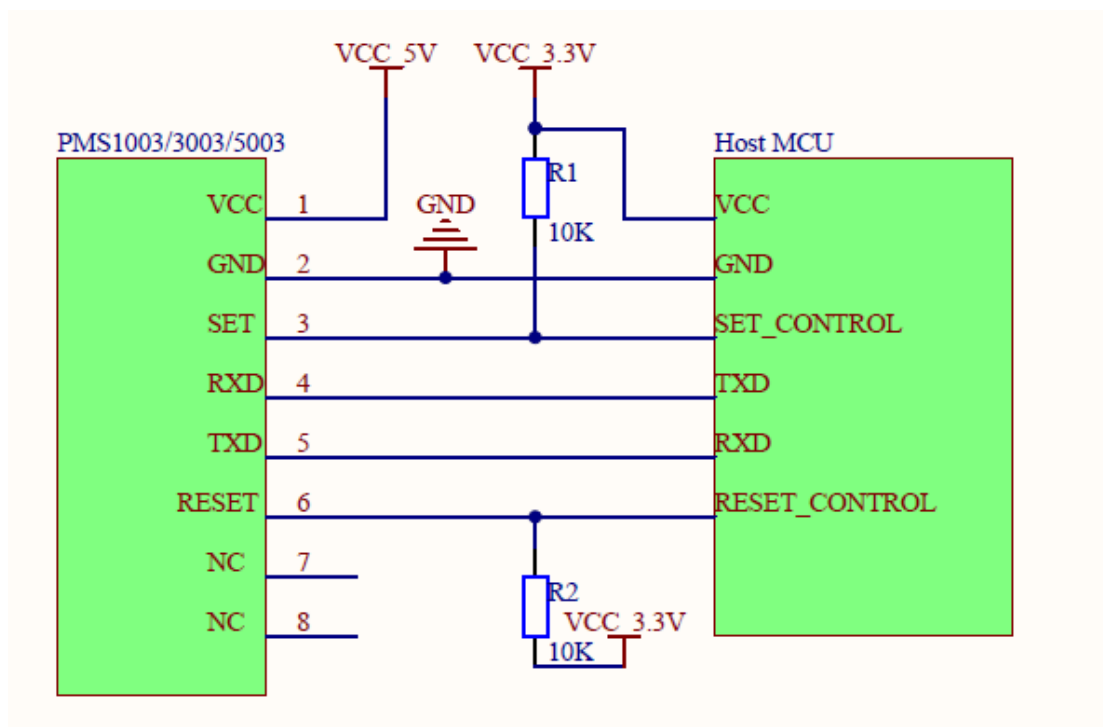 VCC_5V
VCC_3.3V
PMS1003/3003/5003
Host MCU
R1
10K
VCC 1
GND
VCC
GND 2
GND
SET 3
SET_CONTROL
RXD 4
TXD
TXD 5
RXD
RESET 6
RESET_CONTROL
NC 7
R2
NC 8
VCC_3.3V
10K